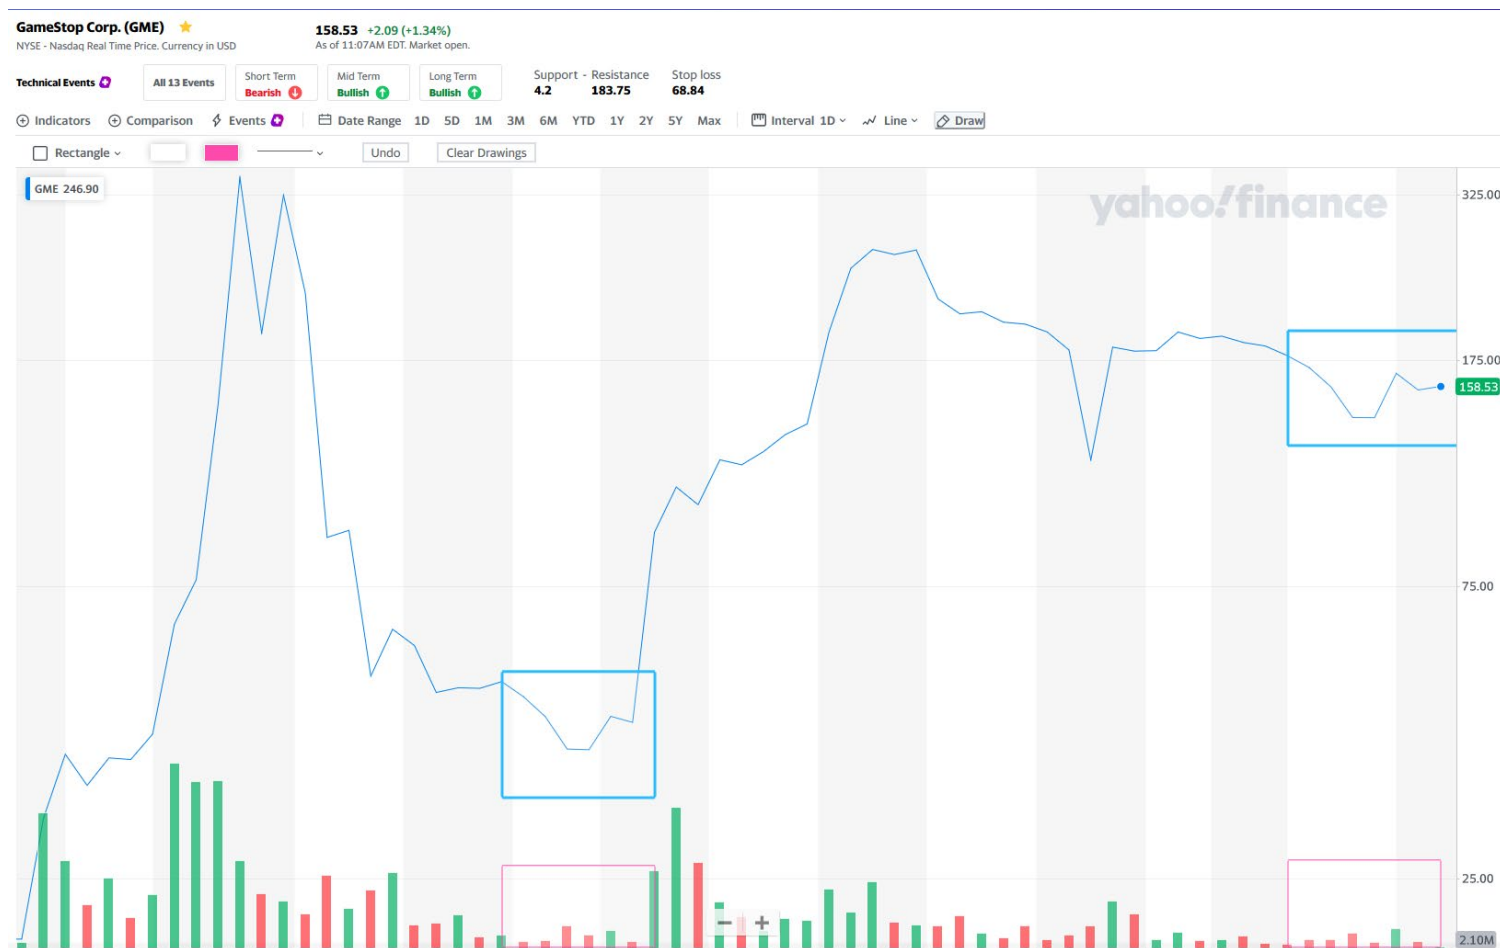 GameStop Corp. (GME)
158.53 +2.09 (+1.34%)
NYSE - Nasdaq Real Time Price. Currency in USD
As of 11:07AM EDT. Market open.
Technical Events
All 13 Events
Short Term
Bearish
Mid Term
Bullish
Long Term
Bullish
Support - Resistance
4.2 183.75
Stop loss
68.84
Indicators Comparison Events Date Range 1D 5D 1M 3M 6M YTD 1Y 2Y 5Y Max Interval 1D Line Draw
Rectangle Undo Clear Drawings
GME 246.90
yahoo!finance
325.00
175.00
158.53
75.00
25.00
2.10M